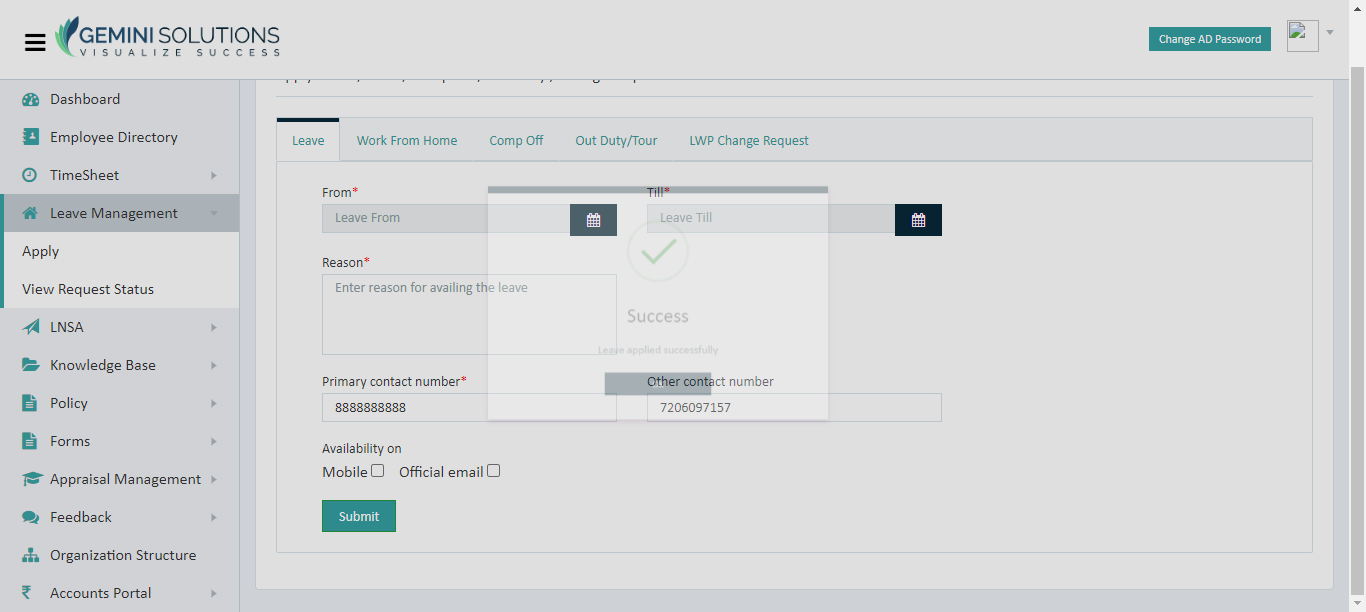 GEMINI SOLUTIONS
VISUALIZE SUCCESS
Change AD Password
Dashboard
Employee Directory
TimeSheet
Leave Management
Apply
View Request Status
LNSA
Knowledge Base
Policy
Forms
Appraisal Management
Feedback
Organization Structure
Accounts Portal
Leave
Work From Home
Comp Off
Out Duty/Tour
LWP Change Request
From*
Till*
Leave From
Leave Till
Reason*
Enter reason for availing the leave
Success
Leave applied successfully
Primary contact number*
Other contact number
8888888888
7206097157
Availability on
Mobile
Official email
Submit